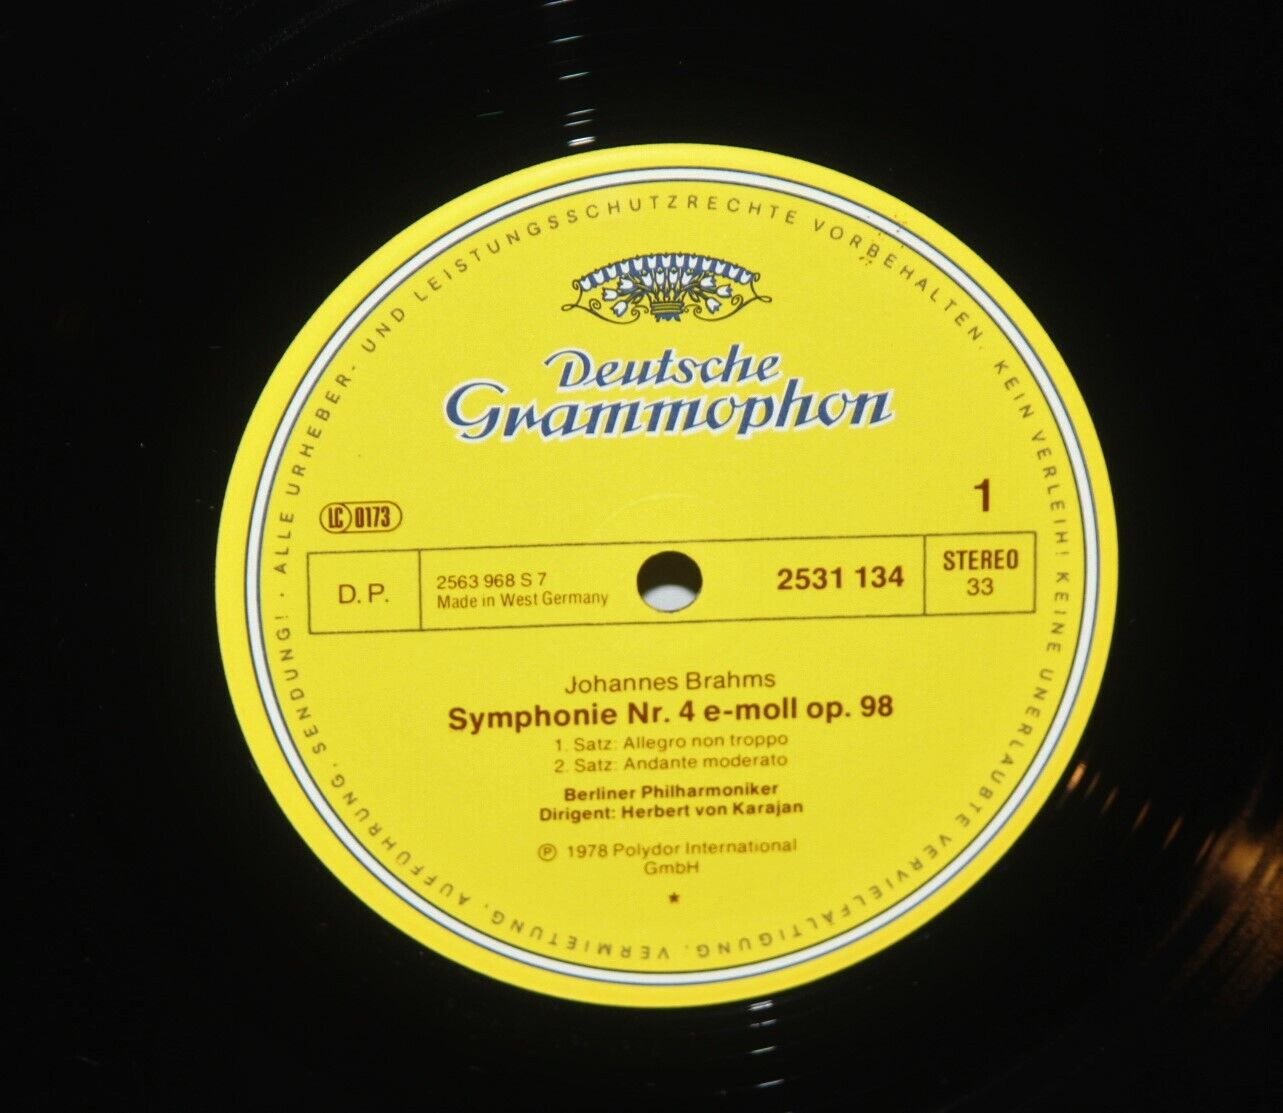 · ALLE URHEBER- UND LEISTUNGSSCHUTZRECHTE VORBEHALTEN. KEIN VERLEIH! KEINE UNERLAUBTE VERVIELFÄLTIGUNG, VERMIETUNG, AUFFÜHRUNG, SENDUNG!
Deutsche
Grammophon
LC 0173
1
D. P.
2563 968 S 7
Made in West Germany
2531 134
STEREO
33
Johannes Brahms
Symphonie Nr. 4 e-moll op. 98
1. Satz: Allegro non troppo
2. Satz: Andante moderato
Berliner Philharmoniker
Dirigent: Herbert von Karajan
Ⓟ 1978 Polydor International
GmbH
*